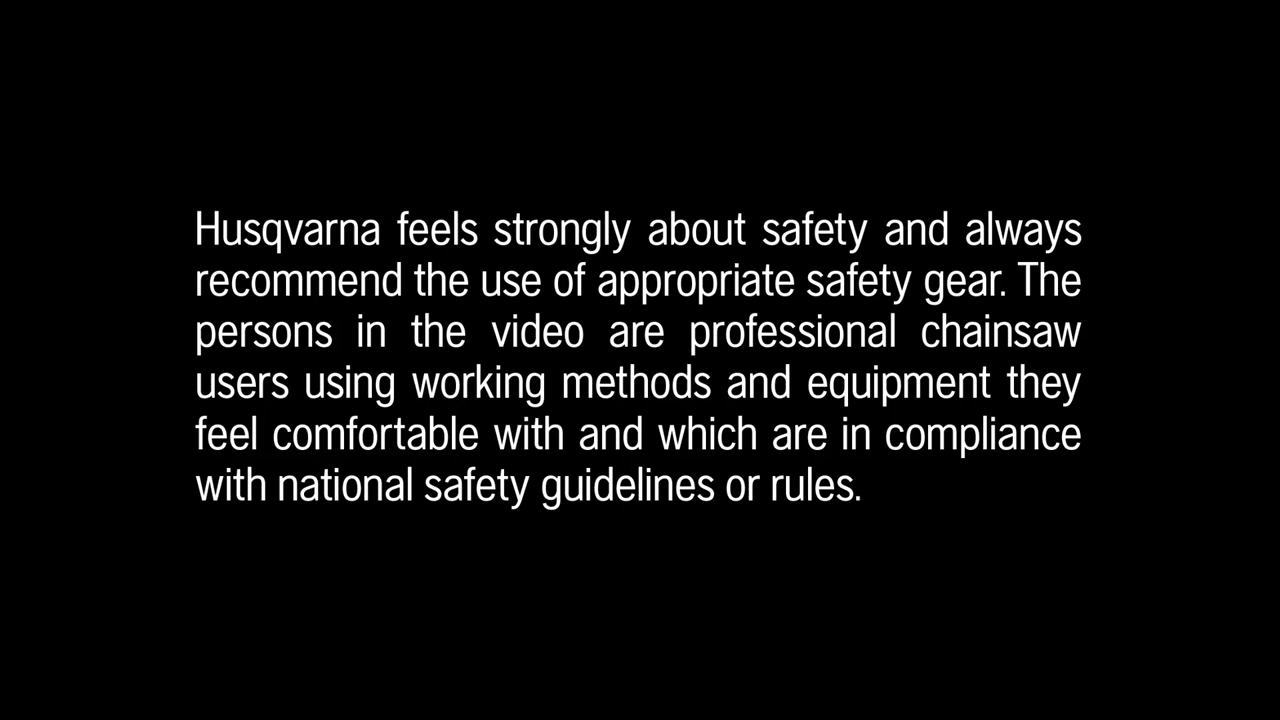 Husqvarna feels strongly about safety and always
recommend the use of appropriate safety gear. The
persons in the video are professional chainsaw
users using working methods and equipment they
feel comfortable with and which are in compliance
with national safety guidelines or rules.